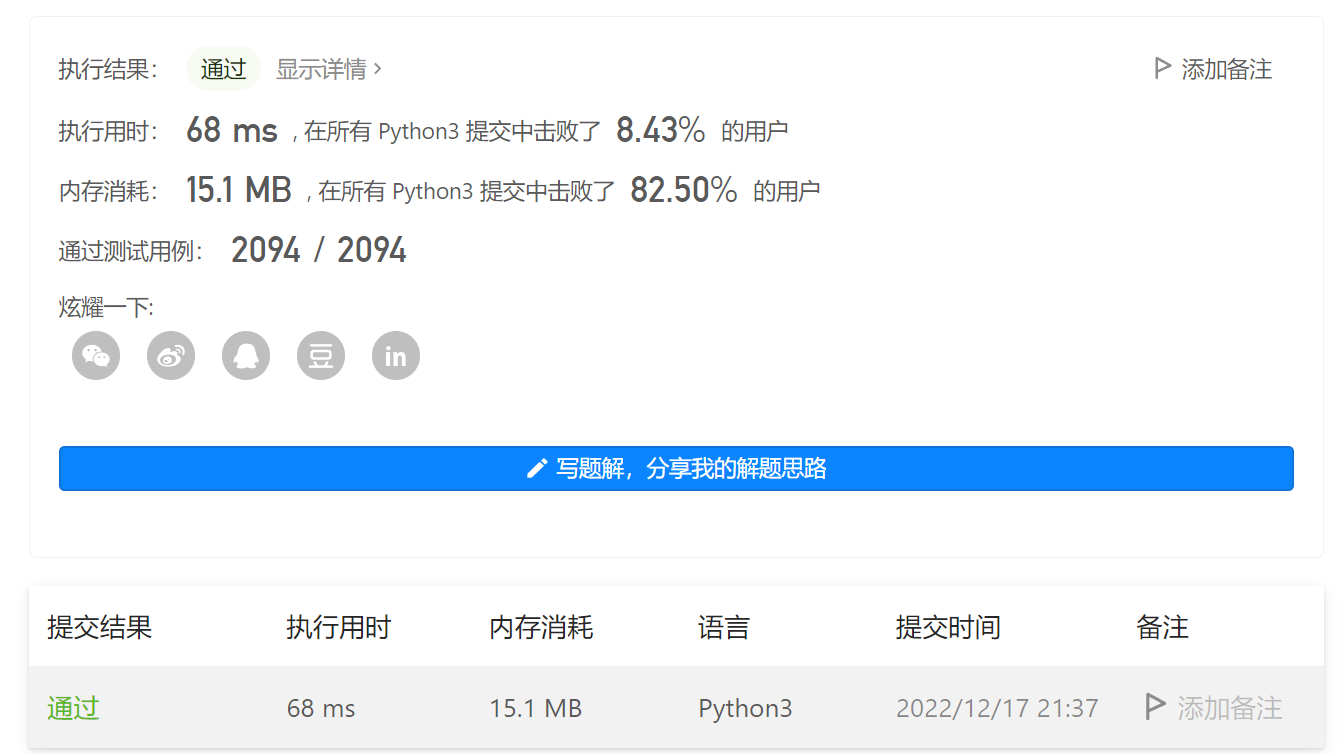 执行结果： 通过 显示详情 > 添加备注
执行用时： 68 ms , 在所有 Python3 提交中击败了 8.43% 的用户
内存消耗： 15.1 MB , 在所有 Python3 提交中击败了 82.50% 的用户
通过测试用例： 2094 / 2094
炫耀一下:
豆 in
写题解，分享我的解题思路
提交结果 执行用时 内存消耗 语言 提交时间 备注
通过 68 ms 15.1 MB Python3 2022/12/17 21:37 添加备注